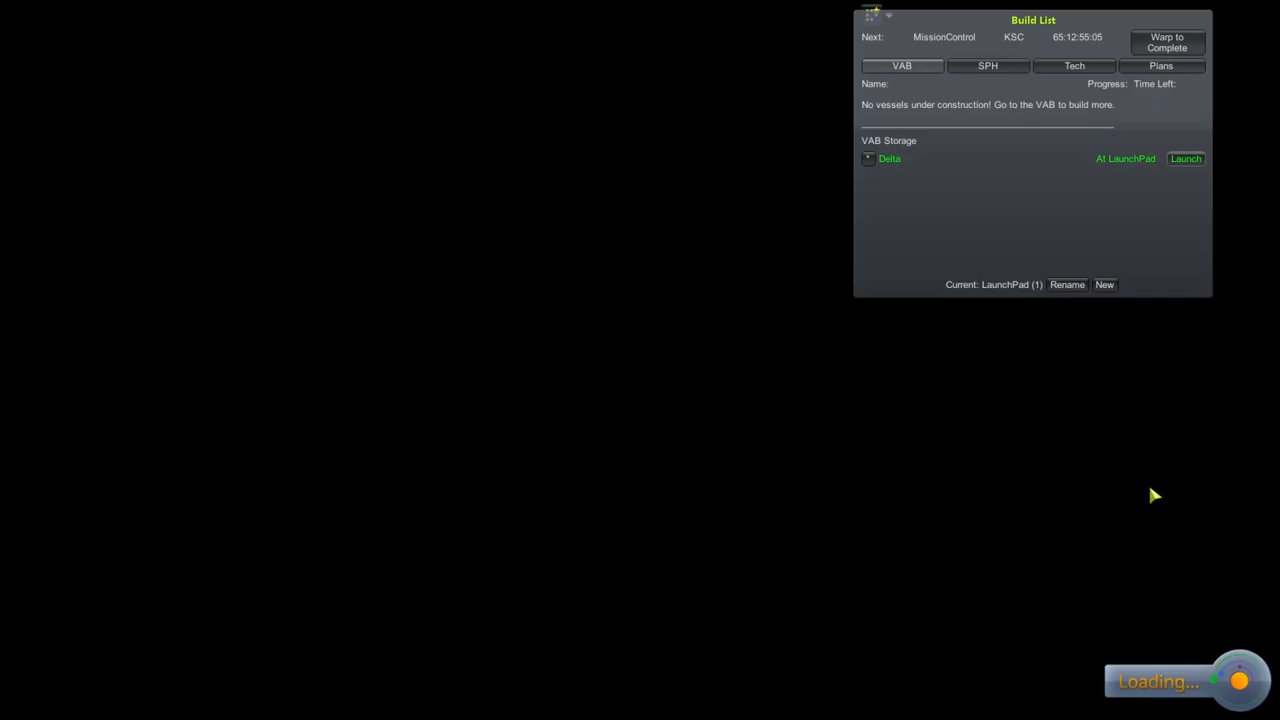 Build List
Next: MissionControl KSC 65:12:55:05 Warp to Complete
VAB SPH Tech Plans
Name: Progress: Time Left:
No vessels under construction! Go to the VAB to build more.
VAB Storage
* Delta At LaunchPad Launch
Current: LaunchPad (1) Rename New
Loading...